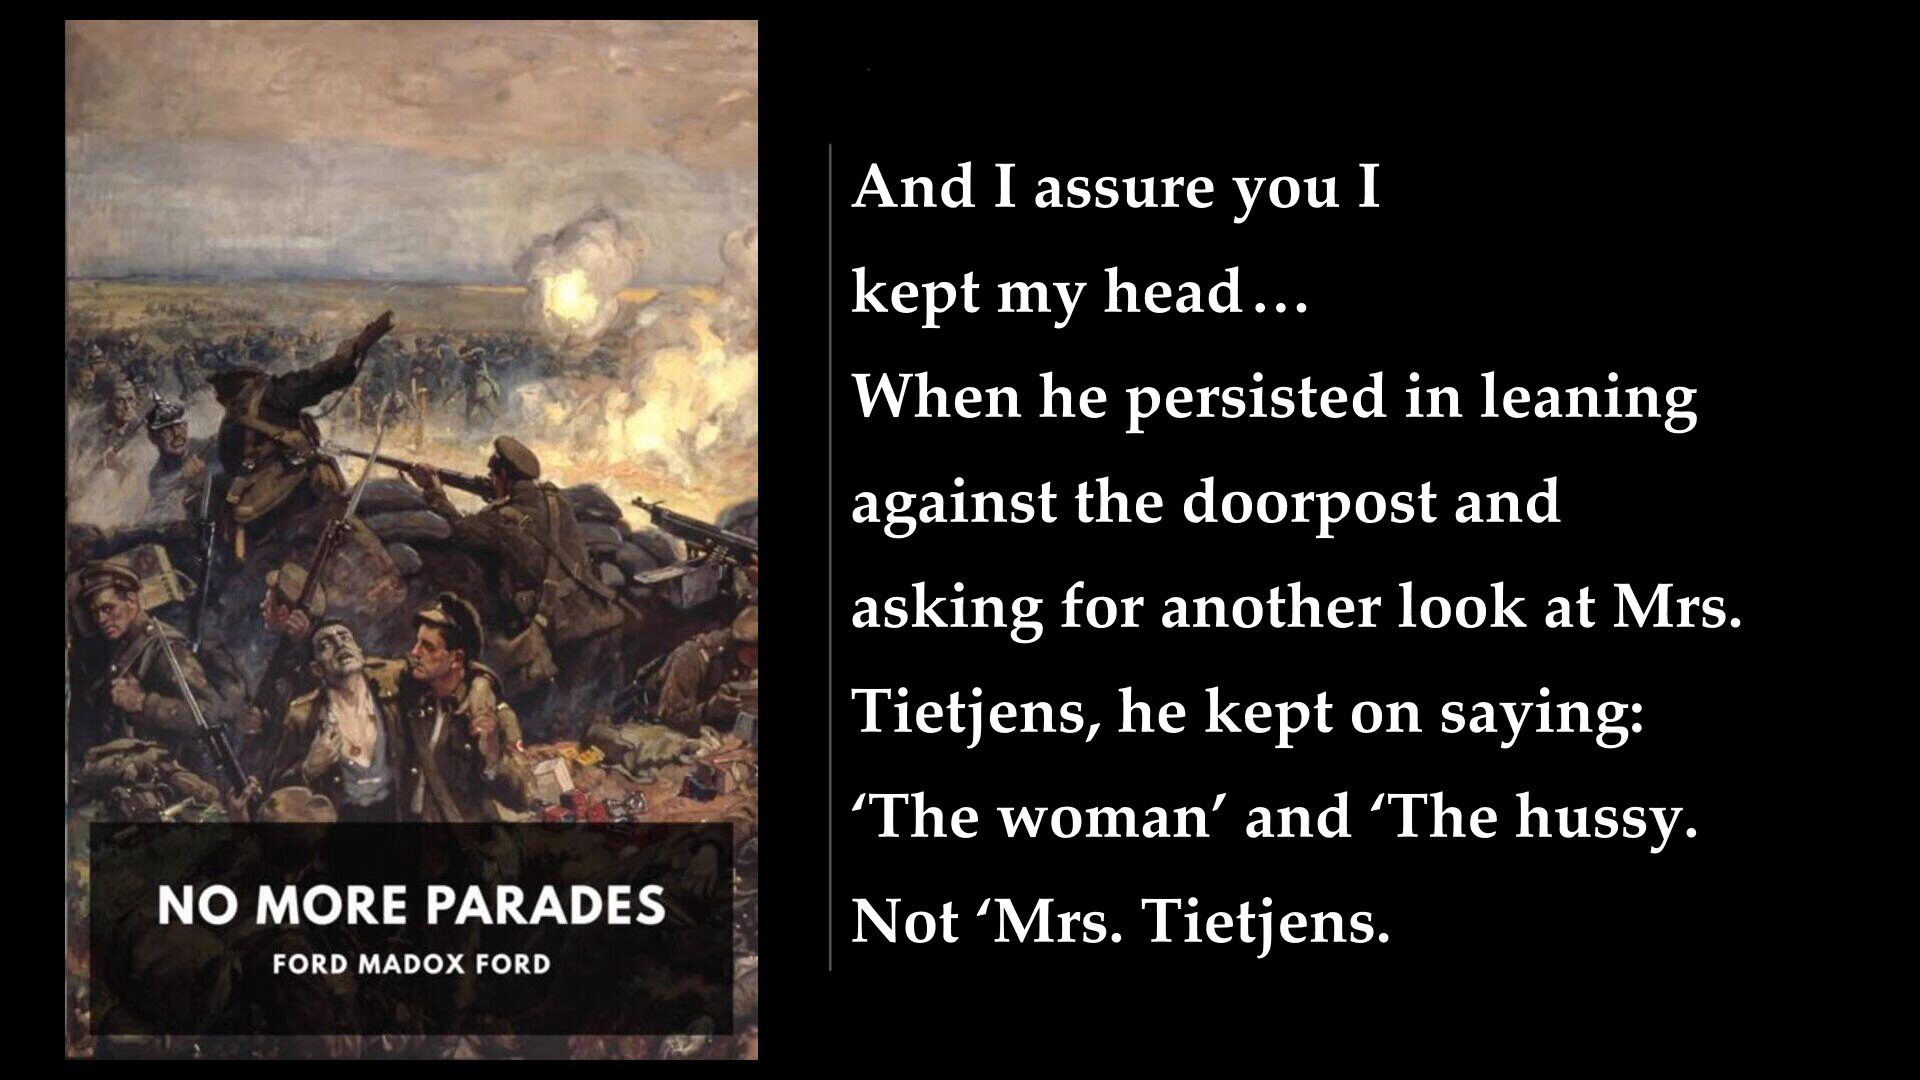 NO MORE PARADES
FORD MADOX FORD
And I assure you I
kept my head…
When he persisted in leaning
against the doorpost and
asking for another look at Mrs.
Tietjens, he kept on saying:
‘The woman’ and ‘The hussy.
Not ‘Mrs. Tietjens.